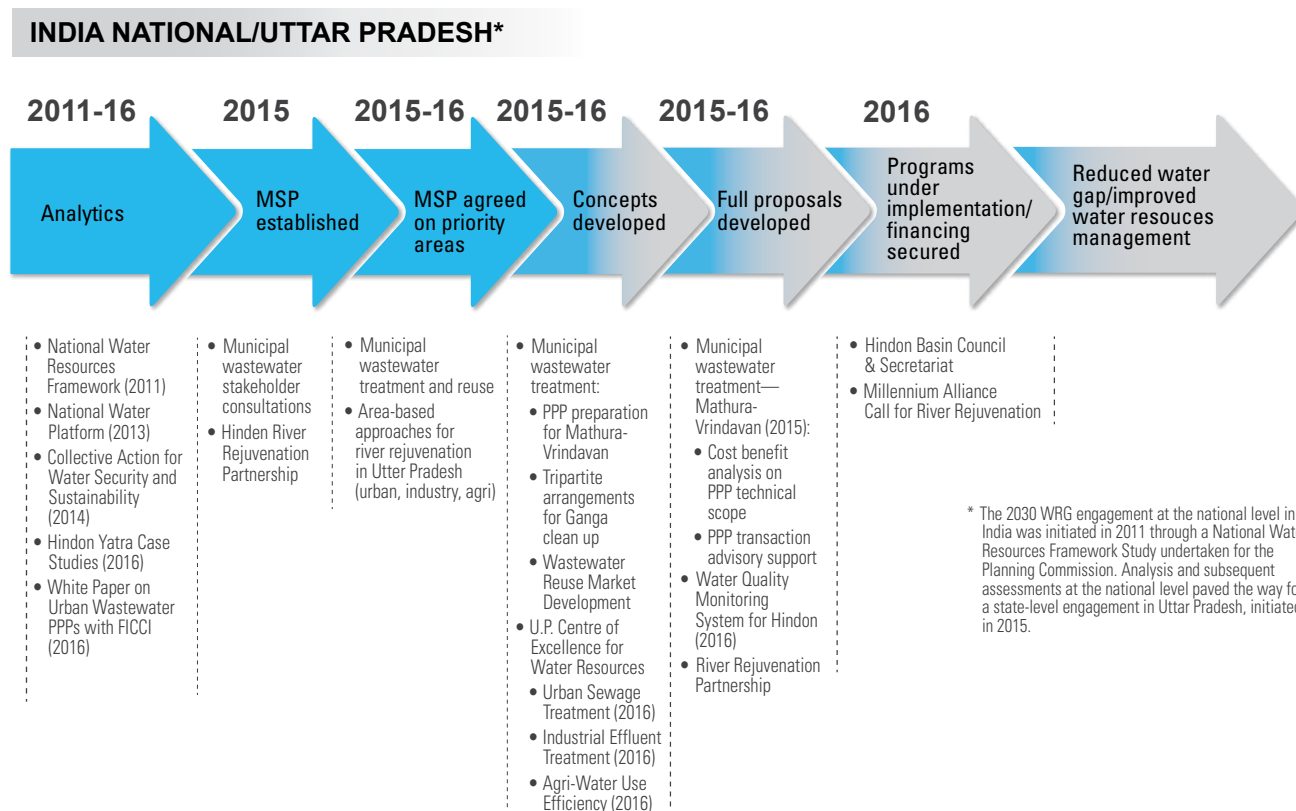 INDIA NATIONAL/UTTAR PRADESH*
2011-16
2015
2015-16
2015-16
2015-16
2016
Analytics
MSP
established
MSP agreed
on priority
areas
Concepts
developed
Full proposals
developed
Programs
under
implementation/
financing
secured
Reduced water
gap/improved
water resouces
management
• National Water
Resources
Framework (2011)
• National Water
Platform (2013)
• Collective Action for
Water Security and
Sustainability
(2014)
• Hindon Yatra Case
Studies (2016)
• White Paper on
Urban Wastewater
PPPs with FICCI
(2016)
• Municipal
wastewater
stakeholder
consultations
• Hinden River
Rejuvenation
Partnership
• Municipal
wastewater
treatment and reuse
• Area-based
approaches for
river rejuvenation
in Utter Pradesh
(urban, industry, agri)
• Municipal
wastewater
treatment:
• PPP preparation
for Mathura-
Vrindavan
• Tripartite
arrangements
for Ganga
clean up
• Wastewater
Reuse Market
Development
• U.P. Centre of
Excellence for
Water Resources
• Urban Sewage
Treatment (2016)
• Industrial Effluent
Treatment (2016)
• Agri-Water Use
Efficiency (2016)
• Municipal
wastewater
treatment—
Mathura-
Vrindavan (2015):
• Cost benefit
analysis on
PPP technical
scope
• PPP transaction
advisory support
• Water Quality
Monitoring
System for Hindon
(2016)
• River Rejuvenation
Partnership
• Hindon Basin Council
& Secretariat
• Millennium Alliance
Call for River Rejuvenation
* The 2030 WRG engagement at the national level in
India was initiated in 2011 through a National Wat
Resources Framework Study undertaken for the
Planning Commission. Analysis and subsequent
assessments at the national level paved the way fo
a state-level engagement in Uttar Pradesh, initiated
in 2015.